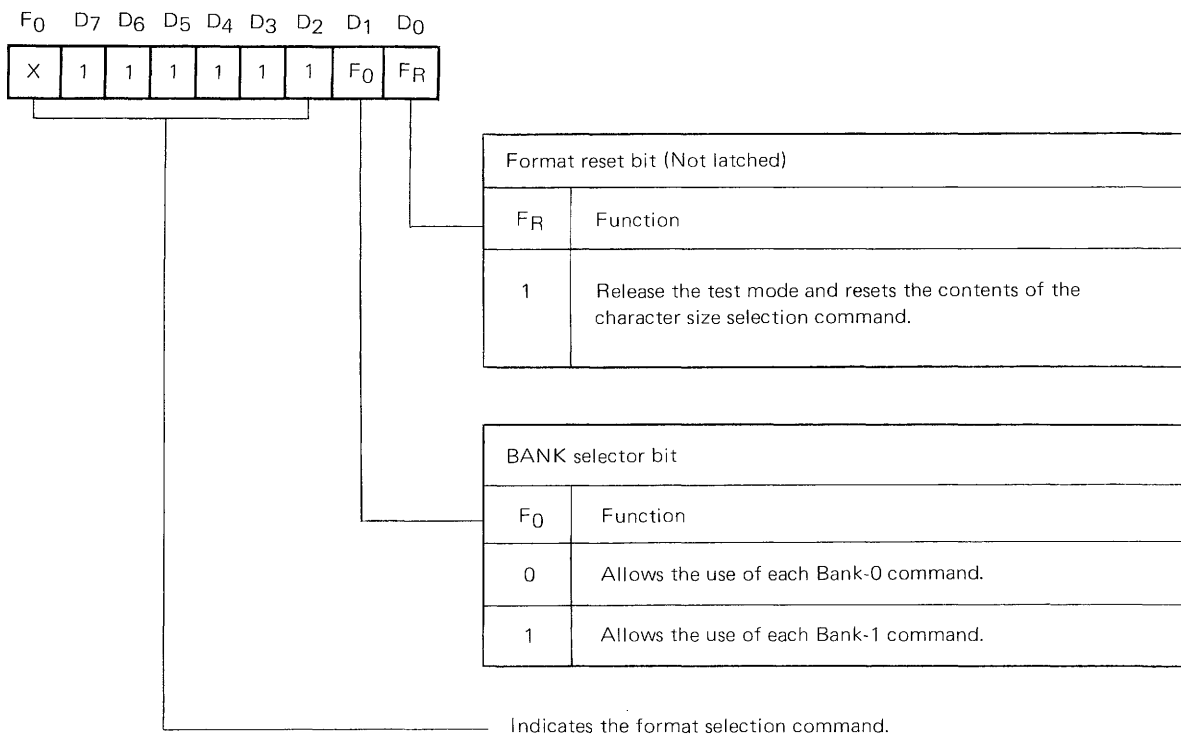 F0 D7 D6 D5 D4 D3 D2 D1 D0
X 1 1 1 1 1 1 F0 FR
Format reset bit (Not latched)
FR Function
1 Release the test mode and resets the contents of the
character size selection command.
BANK selector bit
F0 Function
0 Allows the use of each Bank-0 command.
1 Allows the use of each Bank-1 command.
Indicates the format selection command.